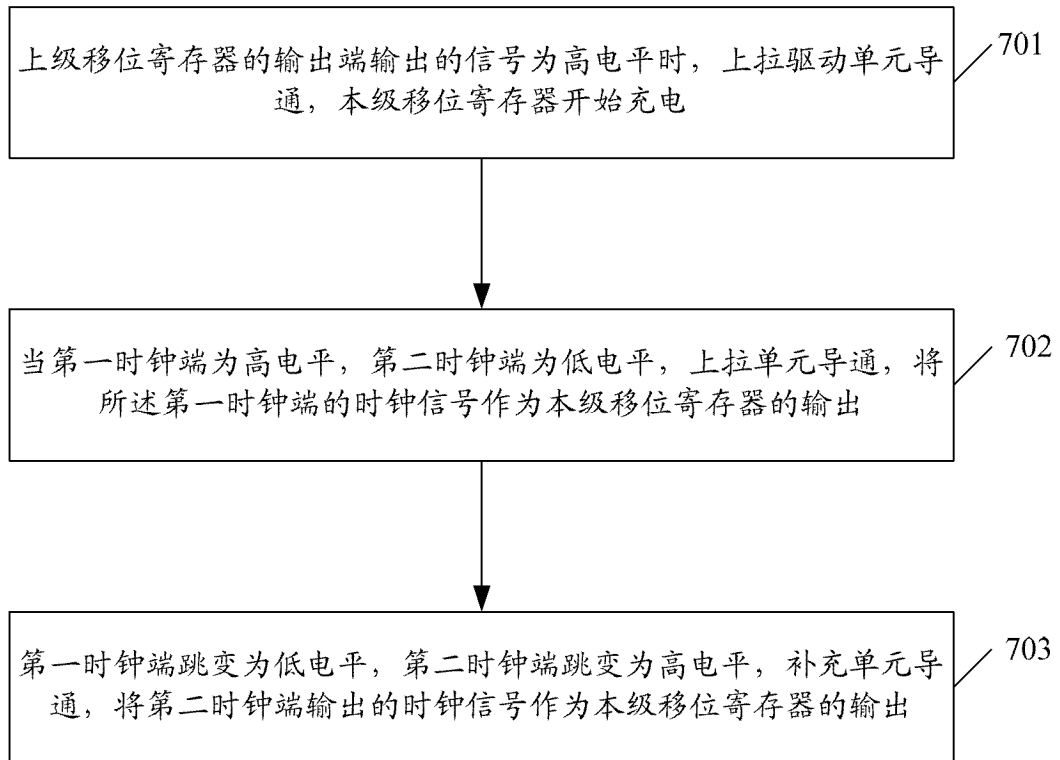 上级移位寄存器的输出端输出的信号为高电平时，上拉驱动单元导
通，本级移位寄存器开始充电
701
当第一时钟端为高电平，第二时钟端为低电平，上拉单元导通，将
所述第一时钟端的时钟信号作为本级移位寄存器的输出
702
第一时钟端跳变为低电平，第二时钟端跳变为高电平，补充单元导
通，将第二时钟端输出的时钟信号作为本级移位寄存器的输出
703